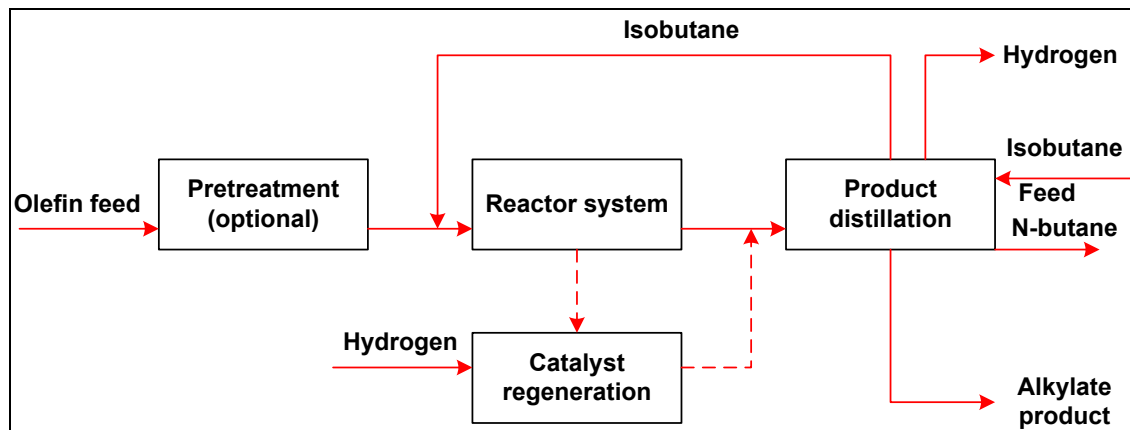 Isobutane
Hydrogen
Isobutane
Feed
N-butane
Olefin feed
Pretreatment
(optional)
Reactor system
Product
distillation
Hydrogen
Catalyst
regeneration
Alkylate
product